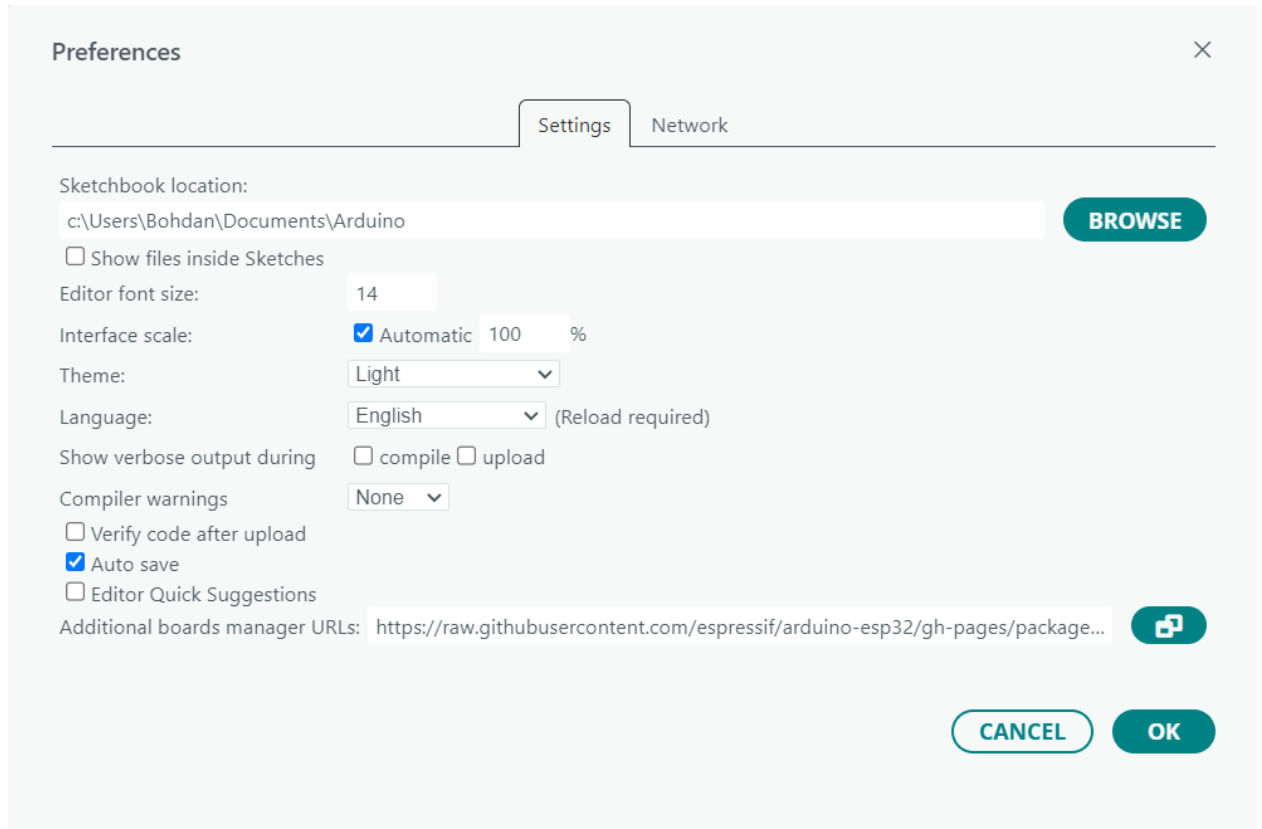 Preferences
Settings Network
Sketchbook location:
c:\Users\Bohdan\Documents\Arduino BROWSE
Show files inside Sketches
Editor font size: 14
Interface scale: Automatic 100 %
Theme: Light
Language: English (Reload required)
Show verbose output during compile upload
Compiler warnings None
Verify code after upload
Auto save
Editor Quick Suggestions
Additional boards manager URLs: https://raw.githubusercontent.com/espressif/arduino-esp32/gh-pages/package...
CANCEL OK